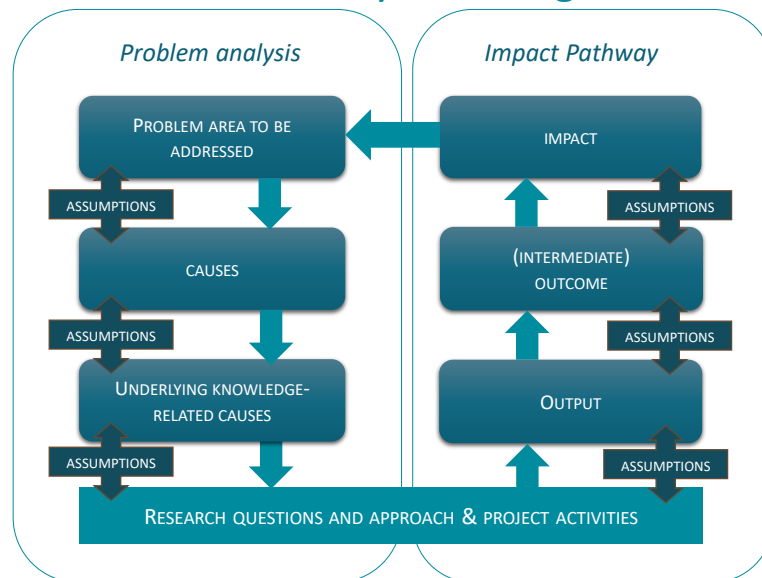 Problem analysis
Impact Pathway
PROBLEM AREA TO BE
ADDRESSED
IMPACT
ASSUMPTIONS
ASSUMPTIONS
CAUSES
(INTERMEDIATE)
OUTCOME
ASSUMPTIONS
ASSUMPTIONS
UNDERLYING KNOWLEDGE-
RELATED CAUSES
OUTPUT
ASSUMPTIONS
ASSUMPTIONS
RESEARCH QUESTIONS AND APPROACH & PROJECT ACTIVITIES